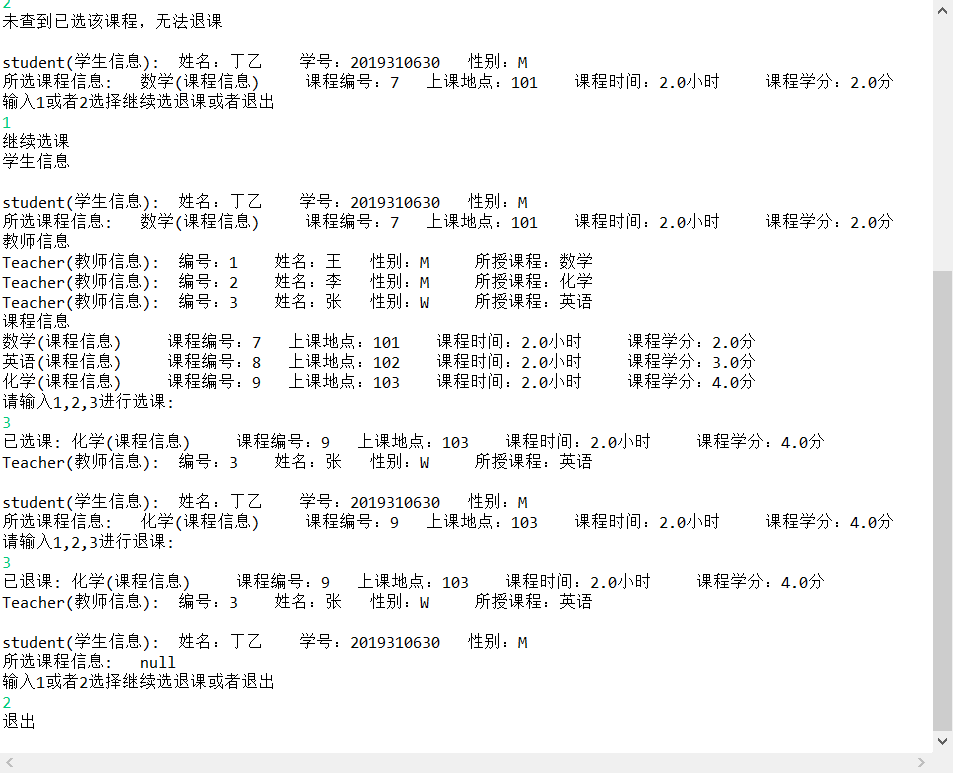 2
未查到已选该课程，无法退课
student(学生信息): 姓名：丁乙 学号：2019310630 性别：M
所选课程信息: 数学(课程信息) 课程编号：7 上课地点：101 课程时间：2.0小时 课程学分：2.0分
输入1或者2选择继续选退课或者退出
1
继续选课
学生信息
student(学生信息): 姓名：丁乙 学号：2019310630 性别：M
所选课程信息: 数学(课程信息) 课程编号：7 上课地点：101 课程时间：2.0小时 课程学分：2.0分
教师信息
Teacher(教师信息): 编号：1 姓名：王 性别：M 所授课程：数学
Teacher(教师信息): 编号：2 姓名：李 性别：M 所授课程：化学
Teacher(教师信息): 编号：3 姓名：张 性别：W 所授课程：英语
课程信息
数学(课程信息) 课程编号：7 上课地点：101 课程时间：2.0小时 课程学分：2.0分
英语(课程信息) 课程编号：8 上课地点：102 课程时间：2.0小时 课程学分：3.0分
化学(课程信息) 课程编号：9 上课地点：103 课程时间：2.0小时 课程学分：4.0分
请输入1,2,3进行选课:
3
已选课: 化学(课程信息) 课程编号：9 上课地点：103 课程时间：2.0小时 课程学分：4.0分
Teacher(教师信息): 编号：3 姓名：张 性别：W 所授课程：英语
student(学生信息): 姓名：丁乙 学号：2019310630 性别：M
所选课程信息: 化学(课程信息) 课程编号：9 上课地点：103 课程时间：2.0小时 课程学分：4.0分
请输入1,2,3进行退课:
3
已退课: 化学(课程信息) 课程编号：9 上课地点：103 课程时间：2.0小时 课程学分：4.0分
Teacher(教师信息): 编号：3 姓名：张 性别：W 所授课程：英语
student(学生信息): 姓名：丁乙 学号：2019310630 性别：M
所选课程信息: null
输入1或者2选择继续选退课或者退出
2
退出